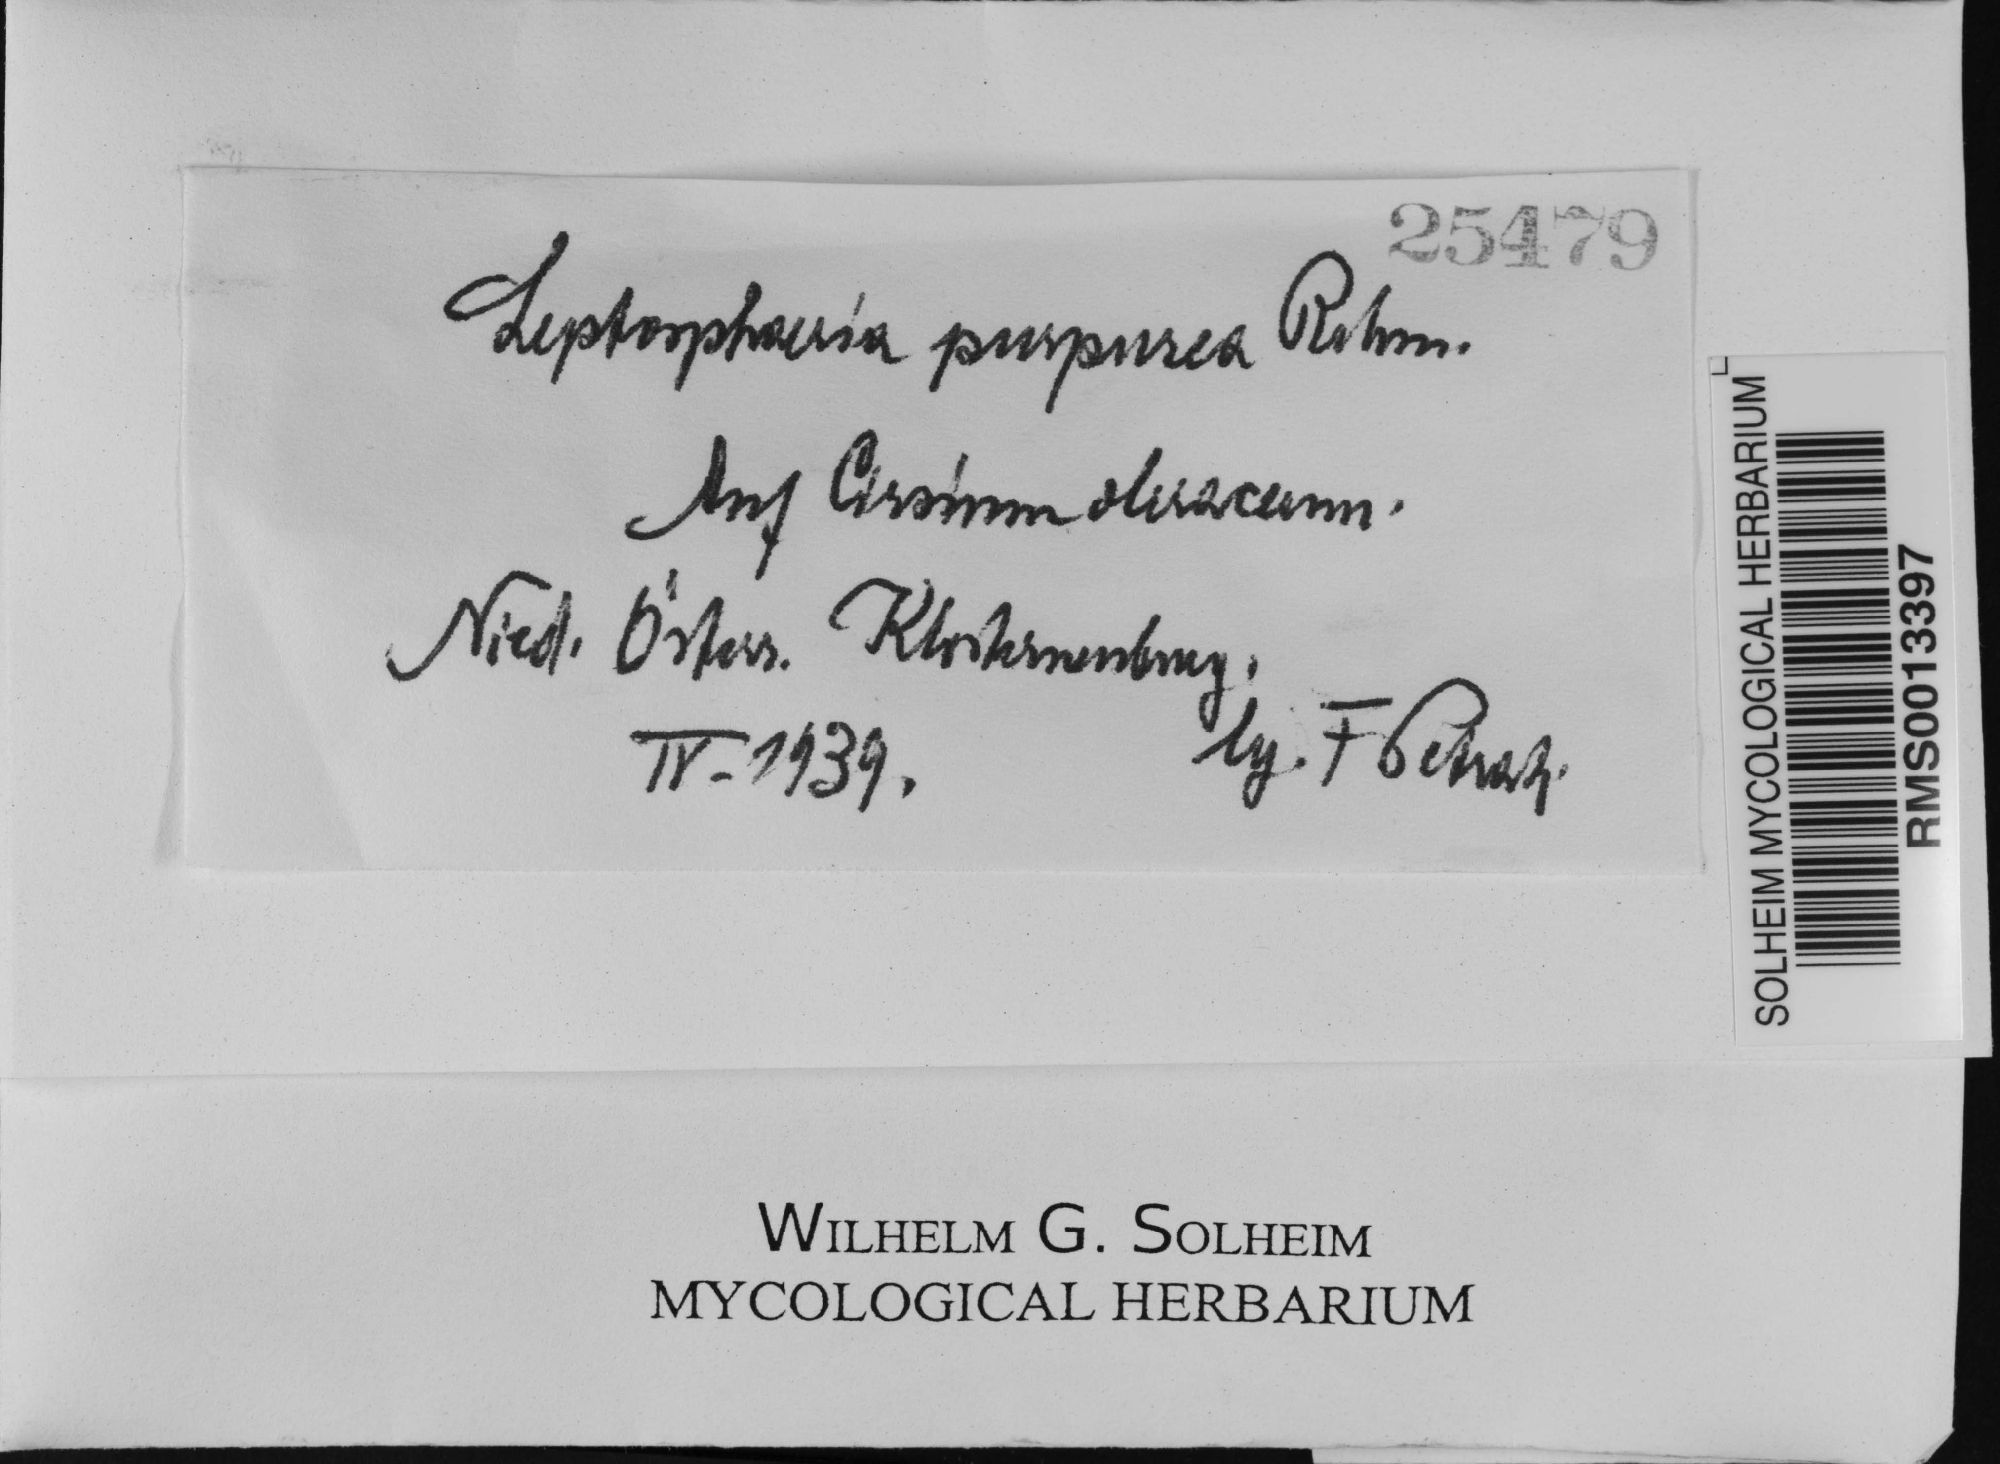 25479
Leptosphaeria purpurea Rehm.
Auf Cirsium oleraceum.
Nied. Österr. Klosterneuburg.
IV-1939.
lg. F Petrak.
SOLHEIM MYCOLOGICAL HERBARIUM
RMS0013397
WILHELM G. SOLHEIM
MYCOLOGICAL HERBARIUM